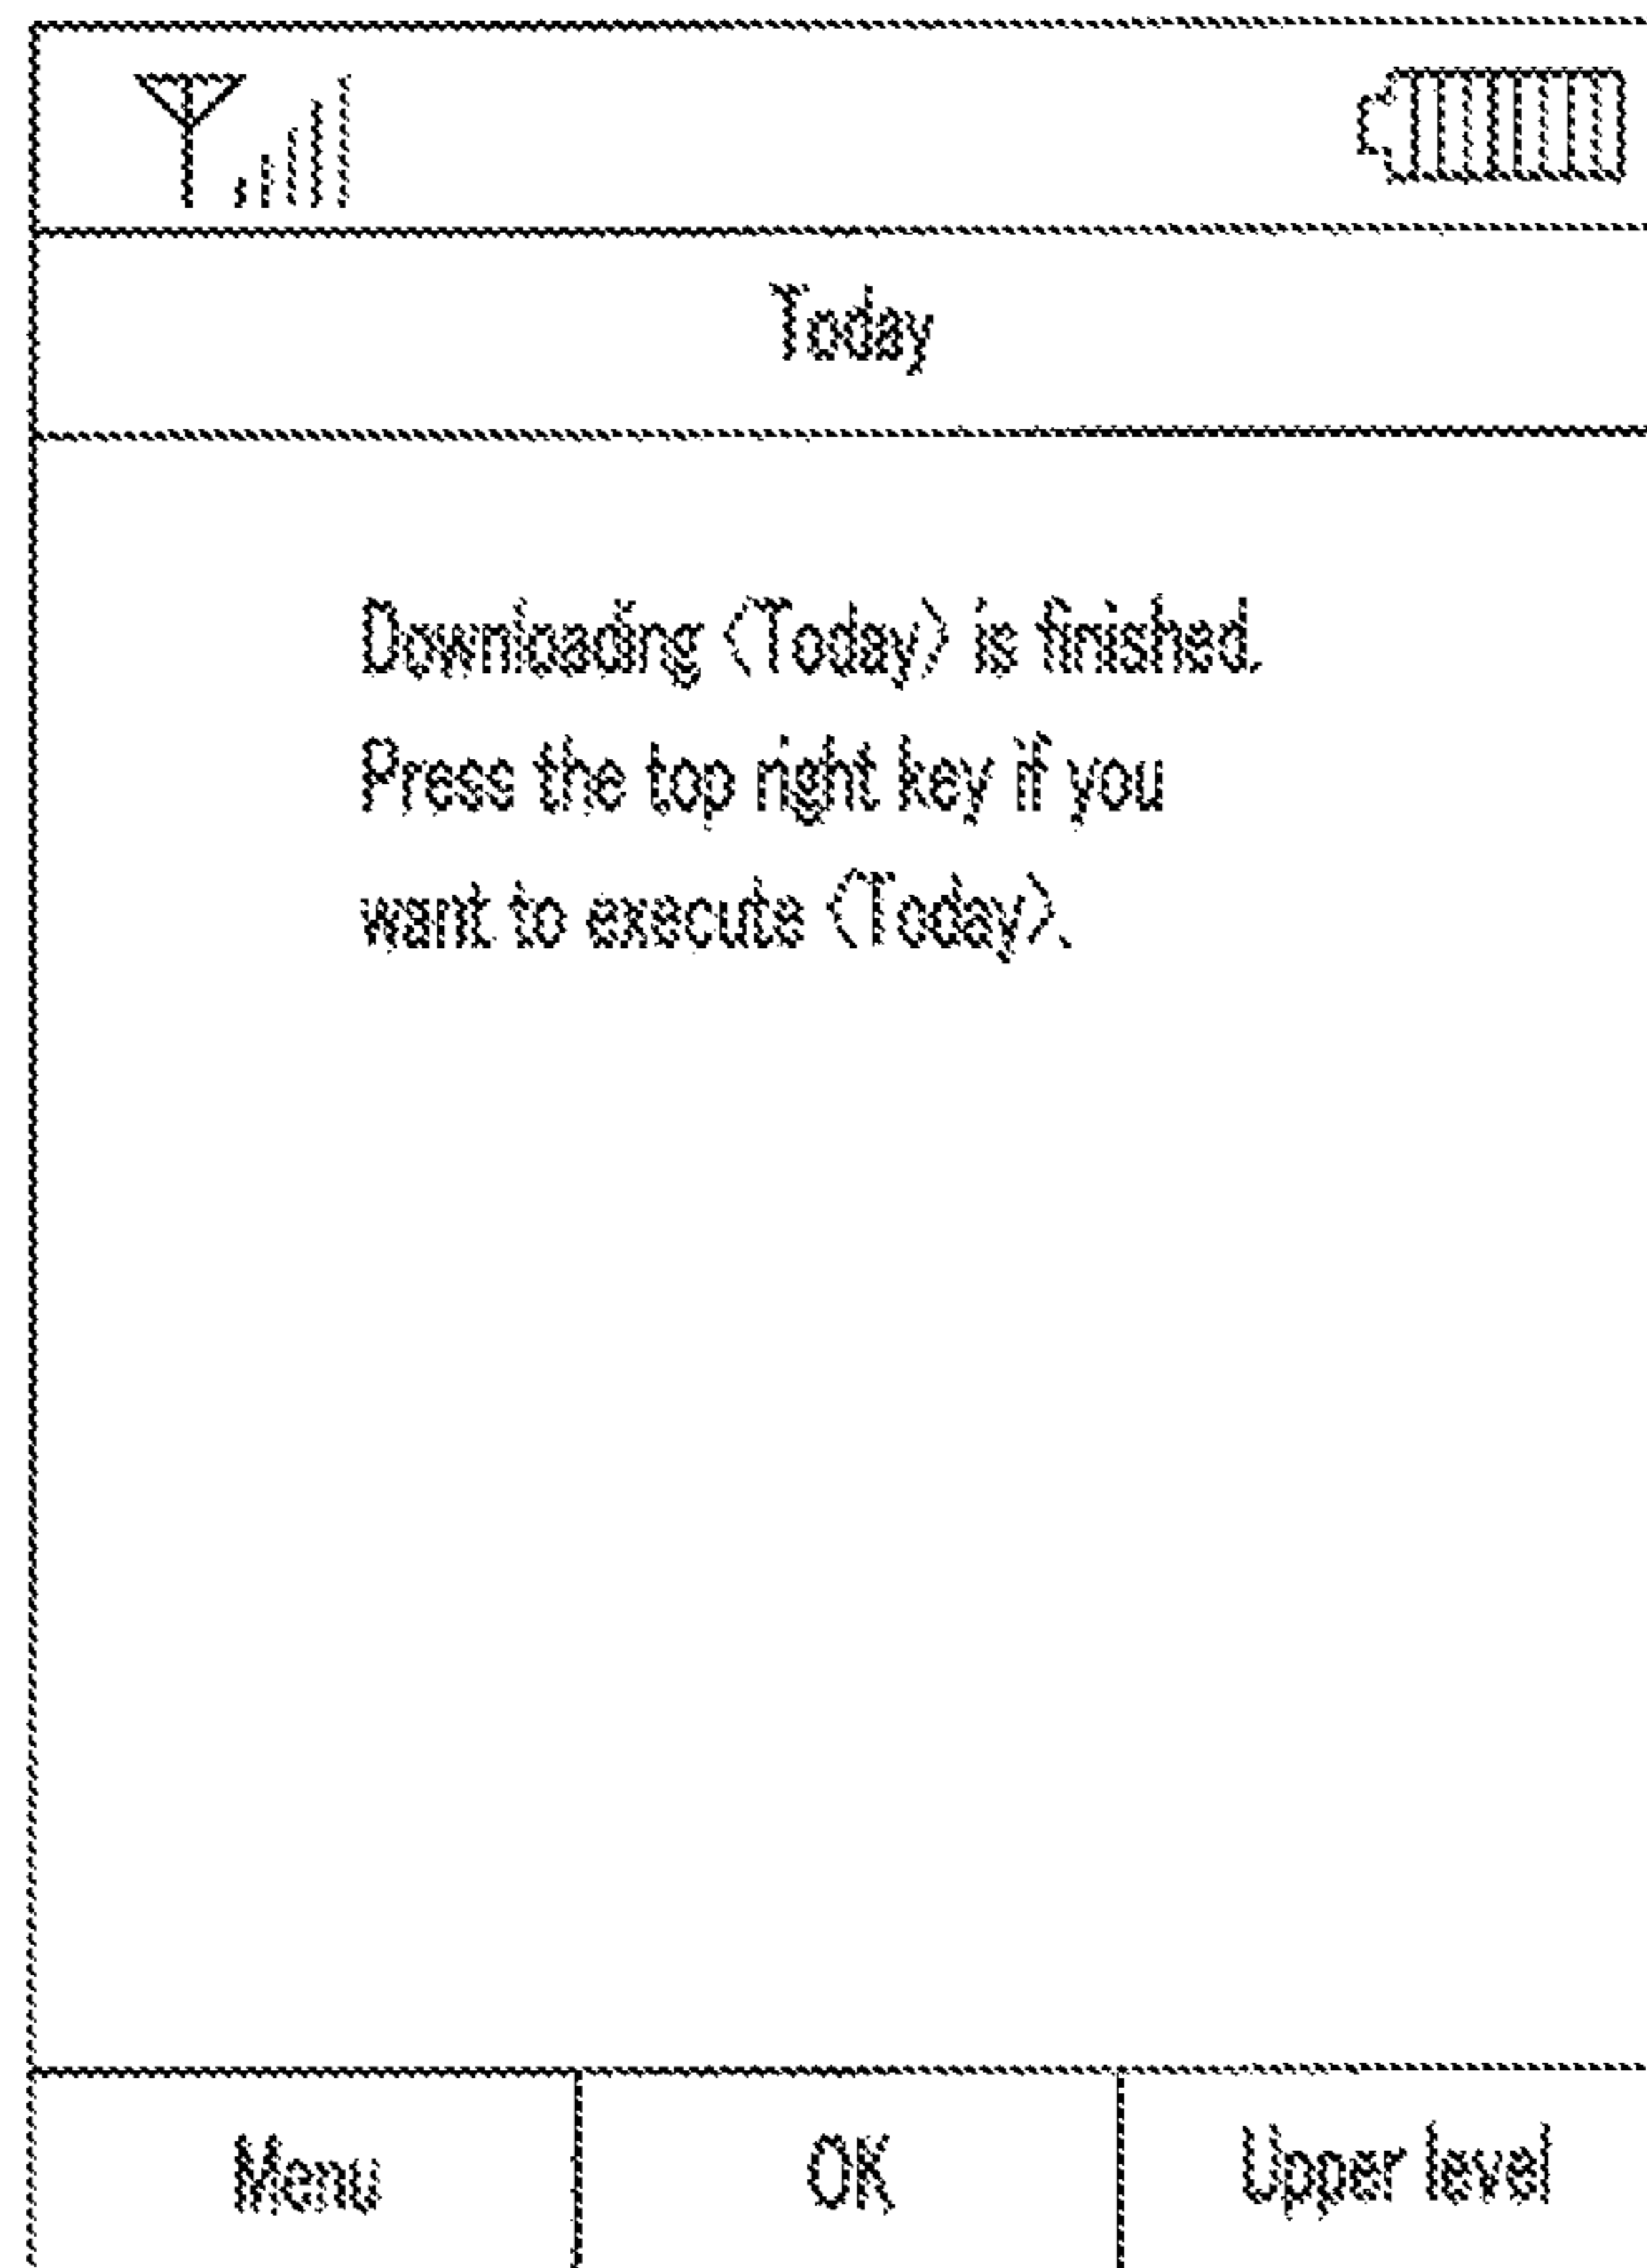 Today
Downloading 〈Today〉 is finished.
Press the top right key if you
want to execute 〈Today〉.
Menu
OK
Upper level